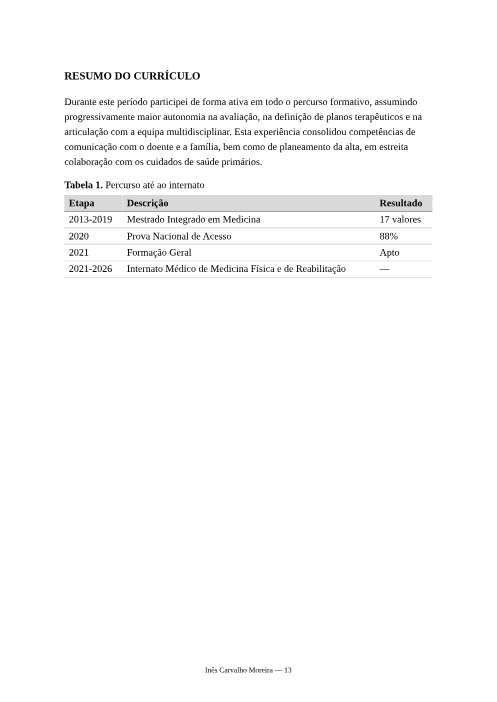 RESUMO DO CURRÍCULO
Durante este período participei de forma ativa em todo o percurso formativo, assumindo
progressivamente maior autonomia na avaliação, na definição de planos terapêuticos e na
articulação com a equipa multidisciplinar. Esta experiência consolidou competências de
comunicação com o doente e a família, bem como de planeamento da alta, em estreita
colaboração com os cuidados de saúde primários.
Tabela 1. Percurso até ao internato
Etapa Descrição Resultado
2013-2019 Mestrado Integrado em Medicina 17 valores
2020 Prova Nacional de Acesso 88%
2021 Formação Geral Apto
2021-2026 Internato Médico de Medicina Física e de Reabilitação —
Inês Carvalho Moreira — 13